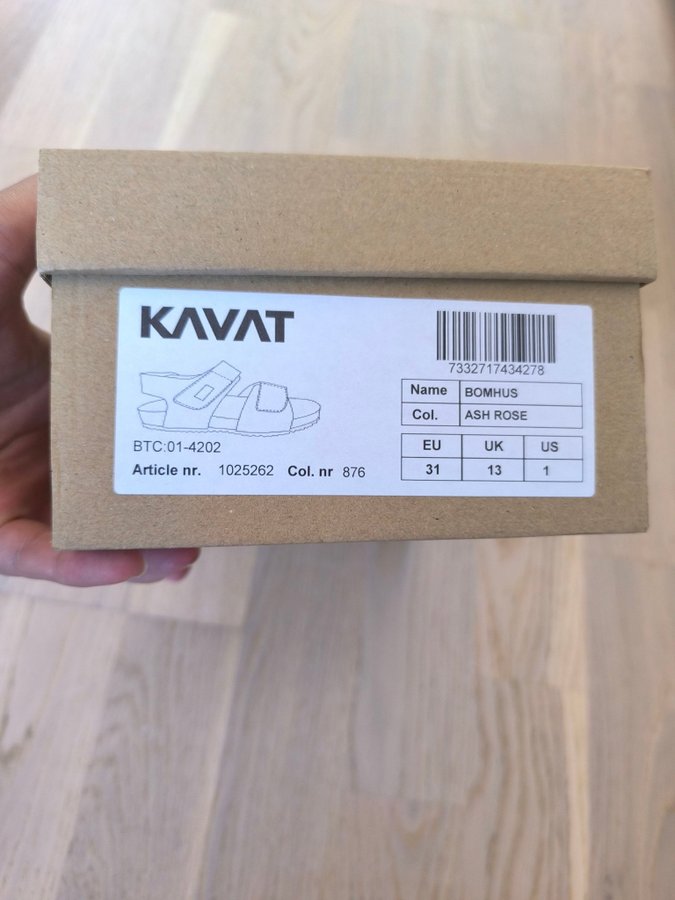 KAVAT
7332717434278
Name BOMHUS
Col. ASH ROSE
BTC:01-4202
Article nr. 1025262 Col. nr 876
EU UK US
31 13 1